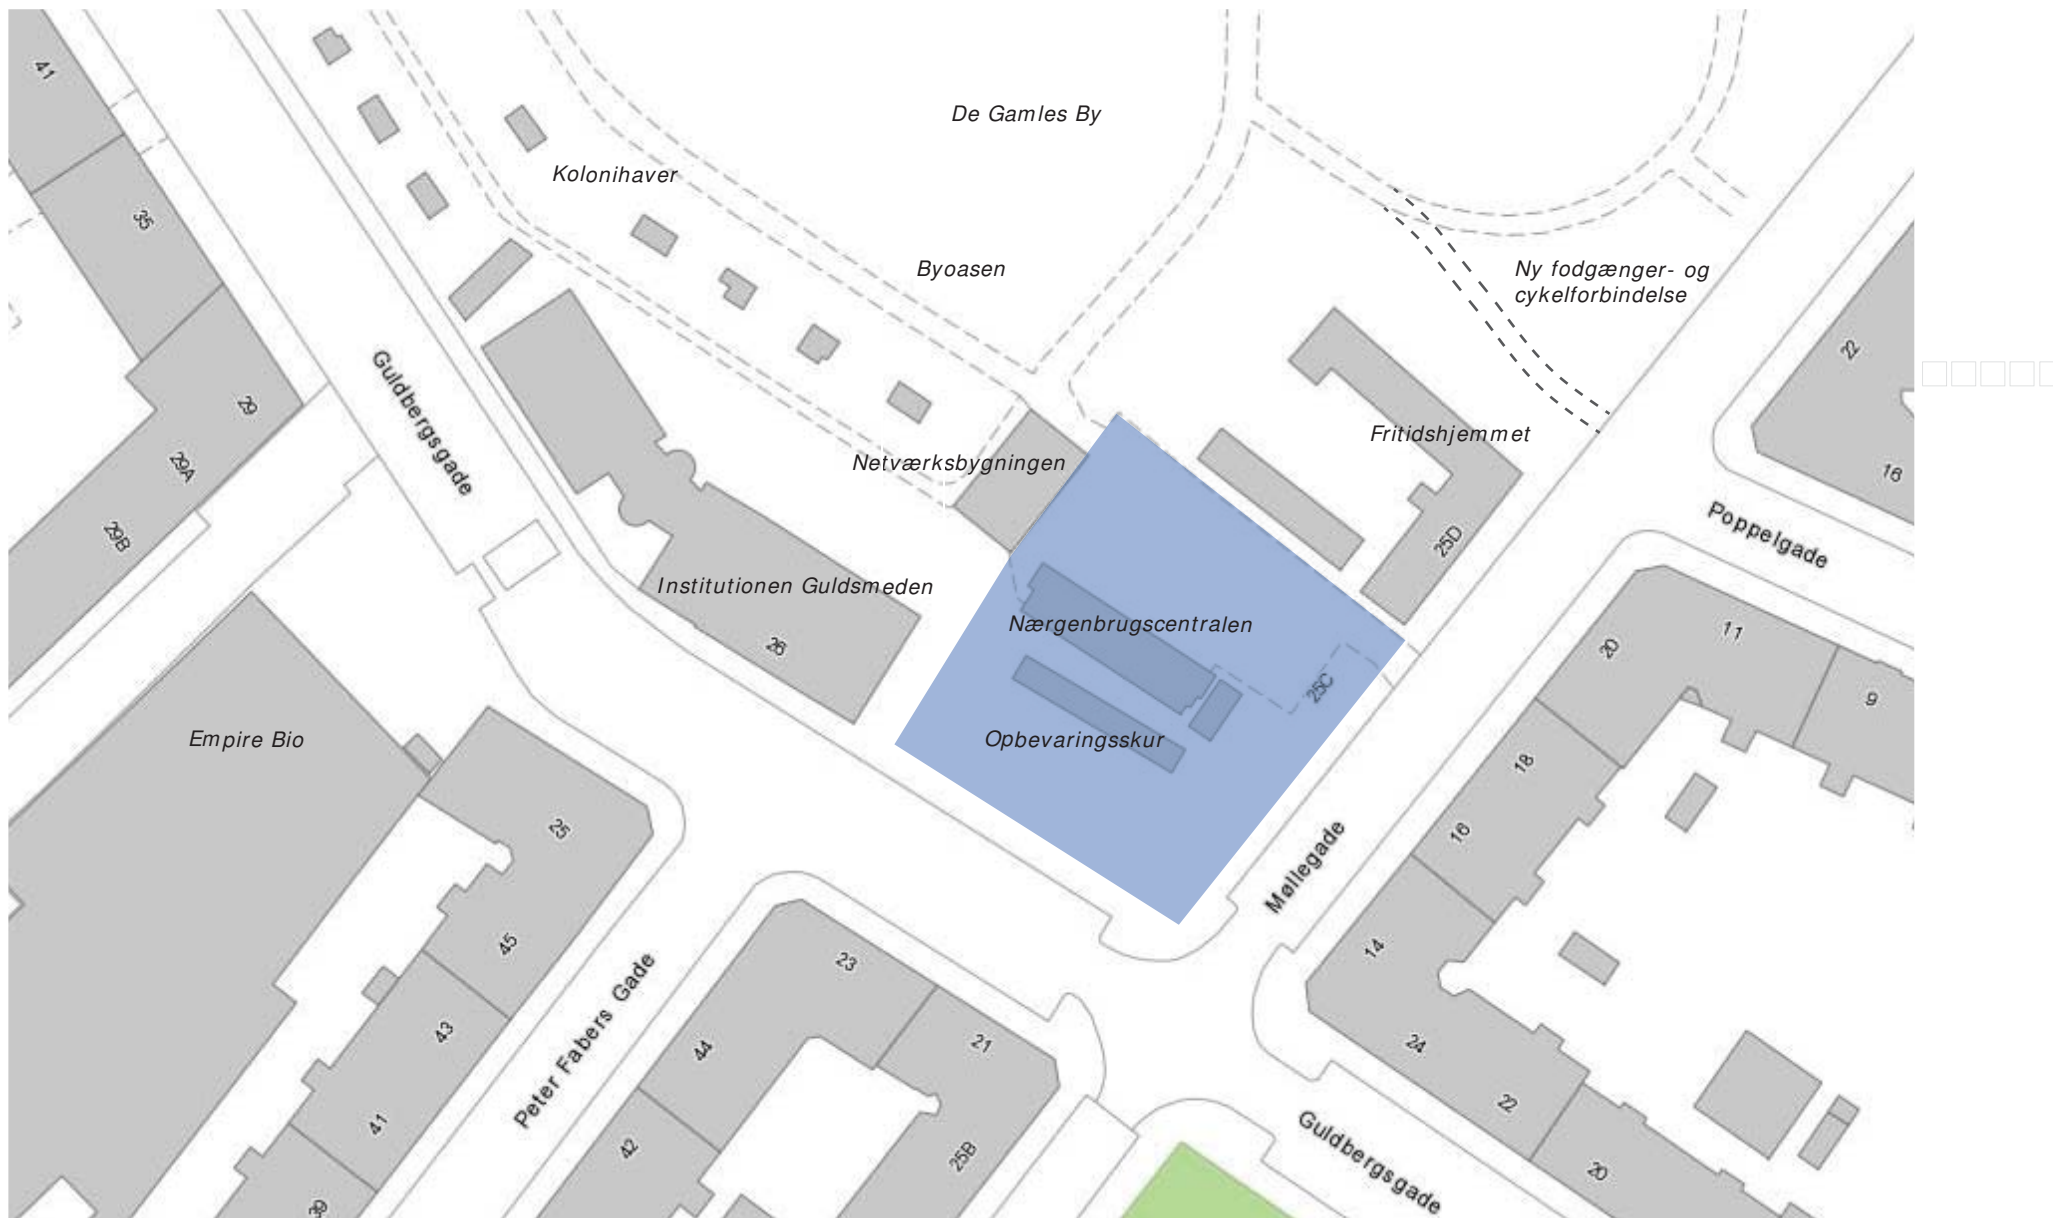 41
De Gamles By
Kolonihaver
35
Byoasen
Ny fodgænger- og
cykelforbindelse
22
Guldbergsgade
29
Fritidshjemmet
29A
Netværksbygningen
16
29B
25D
Poppelgade
Institutionen Guldsmeden
26
Nærgenbrugscentralen
20
11
25C
9
Empire Bio
Opbevaringsskur
18
25
16
Møllegade
45
14
23
Peter Fabers Gade
43
44
21
24
41
42
25B
22
Guldbergsgade
20
39